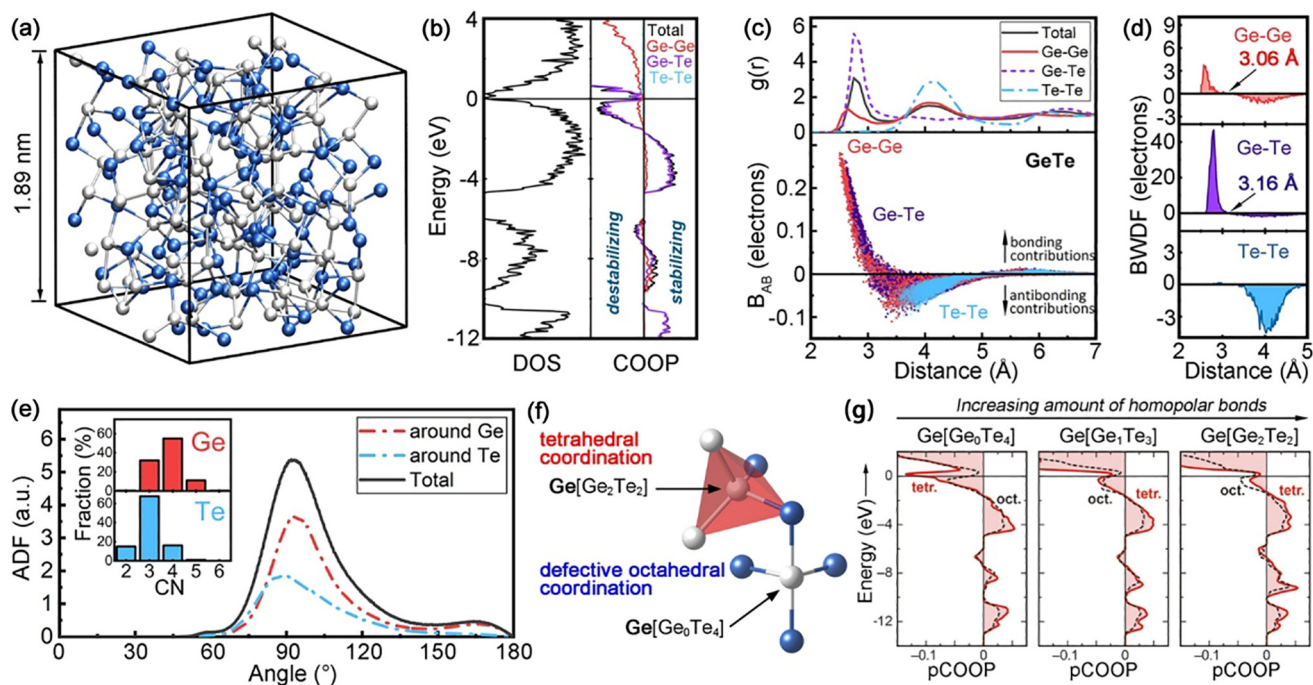 (a)
1.89 nm
(b)
4
0
-4
-8
-12
Energy (eV)
Total
Ge-Ge
Ge-Te
Te-Te
destabilizing
stabilizing
DOS
COOP
(c)
6
4
2
0
g(r)
Total
Ge-Ge
Ge-Te
Te-Te
Ge-Ge
GeTe
Ge-Te
bonding
contributions
antibonding
contributions
Te-Te
0.2
0.1
0
-0.1
B_AB (electrons)
2 3 4 5 6 7
Distance (Å)
(d)
Ge-Ge
3.06 Å
6
3
0
-3
Ge-Te
3.16 Å
40
20
0
Te-Te
3
0
-3
BWDF (electrons)
2 3 4 5
Distance (Å)
(e)
6
5
4
3
2
1
0
ADF (a.u.)
Fraction (%)
60
40
20
0
Ge
60
40
20
0
Te
2 3 4 5 6
CN
around Ge
around Te
Total
0 30 60 90 120 150 180
Angle (°)
(f)
tetrahedral
coordination
Ge[Ge₂Te₂]
defective octahedral
coordination
Ge[Ge₀Te₄]
(g)
Increasing amount of homopolar bonds
Ge[Ge₀Te₄] Ge[Ge₁Te₃] Ge[Ge₂Te₂]
Energy (eV)
0
-4
-8
-12
tetr. oct.
oct. tetr.
oct. tetr.
-0.1 0 -0.1 0 -0.1 0
pCOOP pCOOP pCOOP